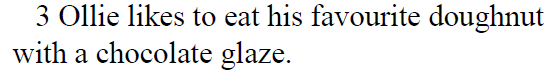 3 Ollie likes to eat his favourite doughnut
with a chocolate glaze.